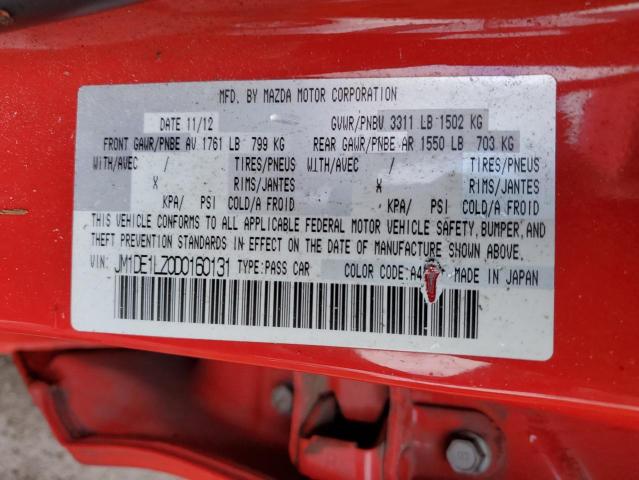 MFD. BY MAZDA MOTOR CORPORATION
DATE 11/12 GVWR/PNBV 3311 LB 1502 KG
FRONT GAWR/PNBE AV 1761 LB 799 KG REAR GAWR/PNBE AR 1550 LB 703 KG
WITH/AVEC / TIRES/PNEUS WITH/AVEC / TIRES/PNEUS
X RIMS/JANTES X RIMS/JANTES
KPA/ PSI COLD/A FROID KPA/ PSI COLD/A FROID
THIS VEHICLE CONFORMS TO ALL APPLICABLE FEDERAL MOTOR VEHICLE SAFETY, BUMPER, AND
THEFT PREVENTION STANDARDS IN EFFECT ON THE DATE OF MANUFACTURE SHOWN ABOVE.
VIN: JM1DE1LZ0D0160131 TYPE:PASS CAR COLOR CODE: MADE IN JAPAN